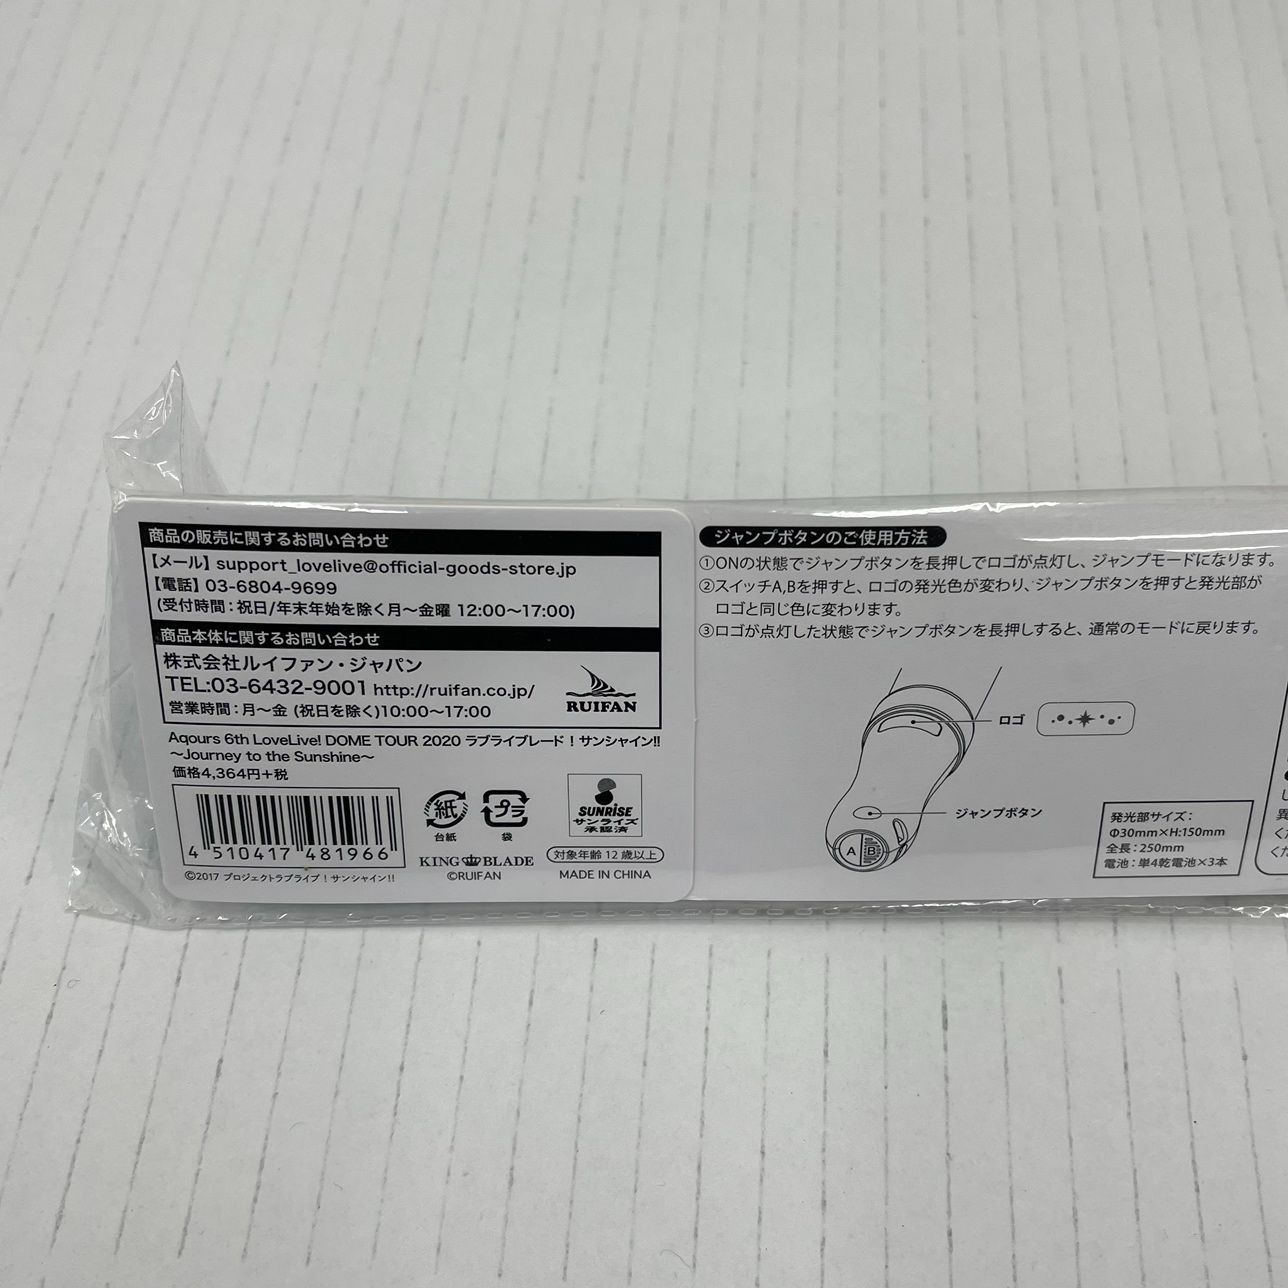 商品の販売に関するお問い合わせ
【メール】support_lovelive@official-goods-store.jp
【電話】03-6804-9699
(受付時間：祝日/年末年始を除く月〜金曜 12:00〜17:00)
商品本体に関するお問い合わせ
株式会社ルイファン・ジャパン
TEL:03-6432-9001 http://ruifan.co.jp/
営業時間：月〜金 (祝日を除く)10:00〜17:00
RUIFAN
Aqours 6th LoveLive! DOME TOUR 2020 ラブライブレード！サンシャイン!!
〜Journey to the Sunshine〜
価格4,364円+税
4 510417 481966
©2017 プロジェクトラブライブ！サンシャイン!!
紙
台紙
プラ
袋
KING BLADE
©RUIFAN
SUNRISE
サンライズ
承認済
対象年齢12歳以上
MADE IN CHINA
ジャンプボタンのご使用方法
①ONの状態でジャンプボタンを長押しでロゴが点灯し、ジャンプモードになります。
②スイッチA,Bを押すと、ロゴの発光色が変わり、ジャンプボタンを押すと発光部が
ロゴと同じ色に変わります。
③ロゴが点灯した状態でジャンプボタンを長押しすると、通常のモードに戻ります。
ロゴ
ジャンプボタン
A B
発光部サイズ：
Φ30mm×H:150mm
全長：250mm
電池：単4乾電池×3本